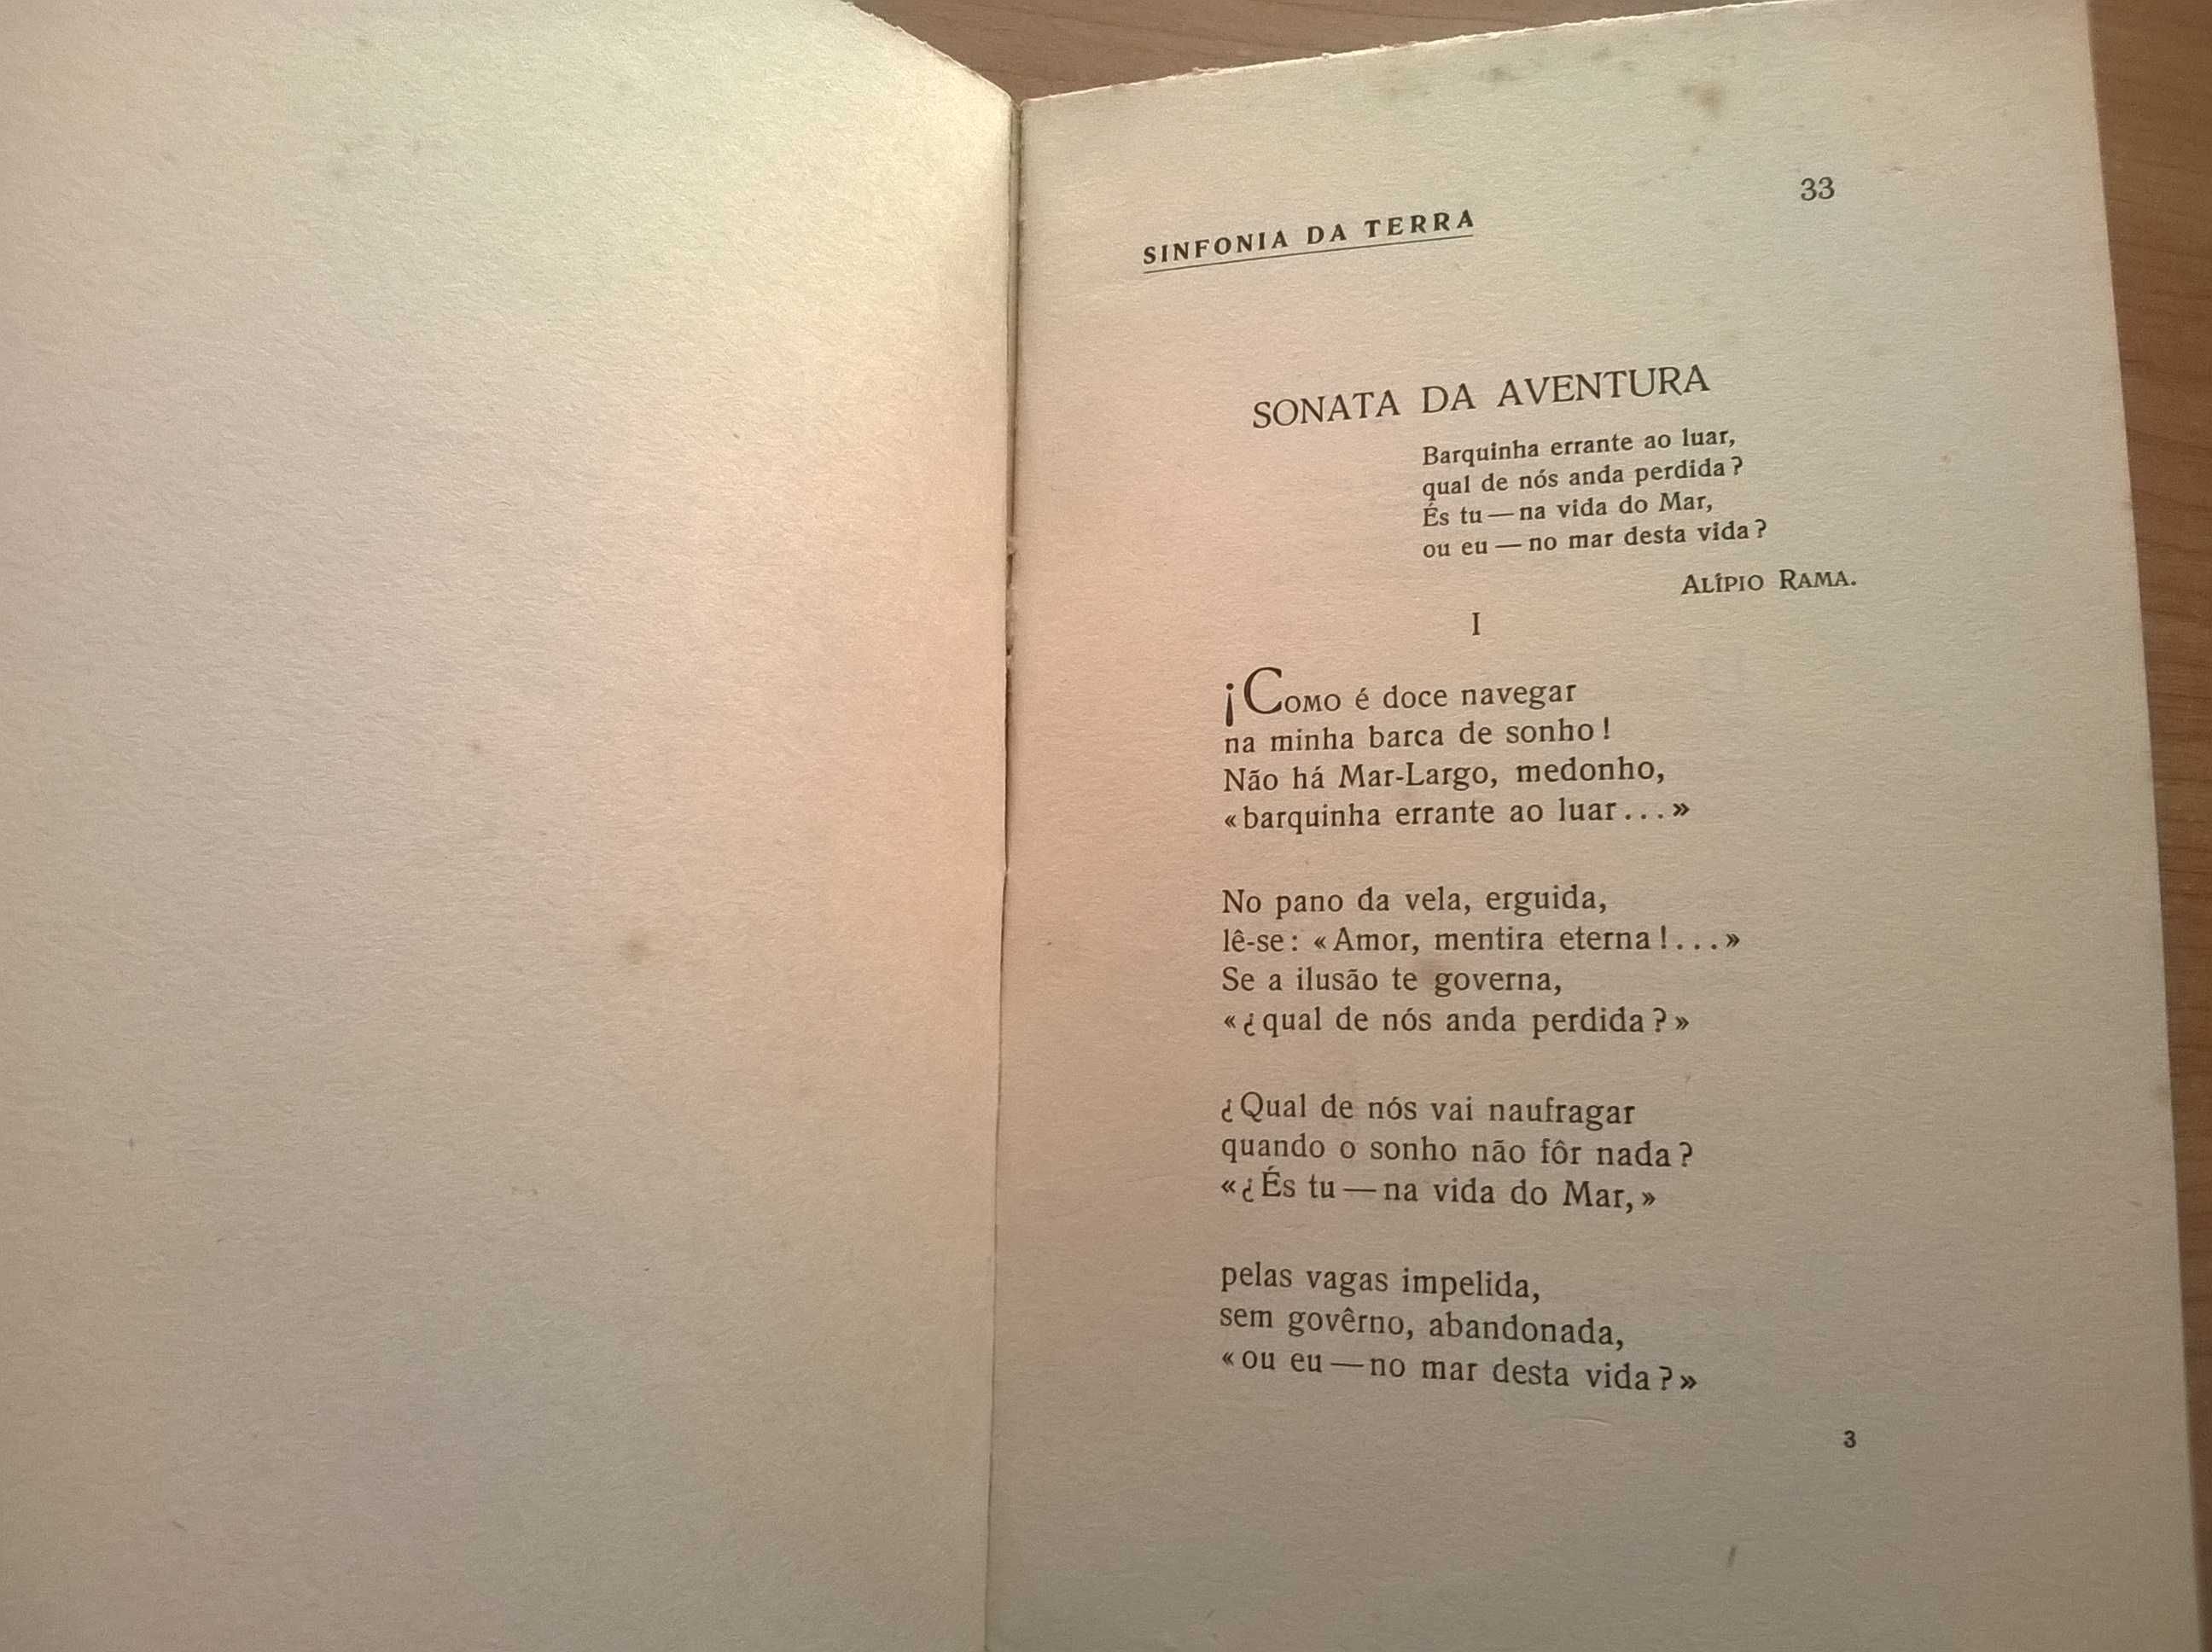 33
SINFONIA DA TERRA
SONATA DA AVENTURA
Barquinha errante ao luar,
qual de nós anda perdida?
És tu — na vida do Mar,
ou eu — no mar desta vida?
ALÍPIO RAMA.
I
¡COMO é doce navegar
na minha barca de sonho!
Não há Mar-Largo, medonho,
«barquinha errante ao luar...»
No pano da vela, erguida,
lê-se: «Amor, mentira eterna!...»
Se a ilusão te governa,
«¿qual de nós anda perdida?»
¿Qual de nós vai naufragar
quando o sonho não fôr nada?
«¿És tu — na vida do Mar,»
pelas vagas impelida,
sem govêrno, abandonada,
«ou eu — no mar desta vida?»
3